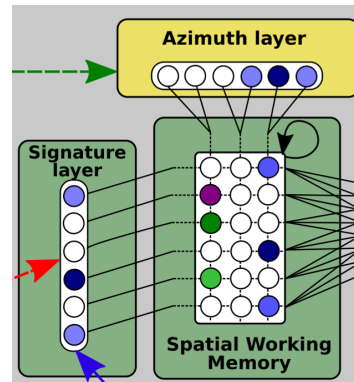 Azimuth layer
Signature
layer
Spatial Working
Memory